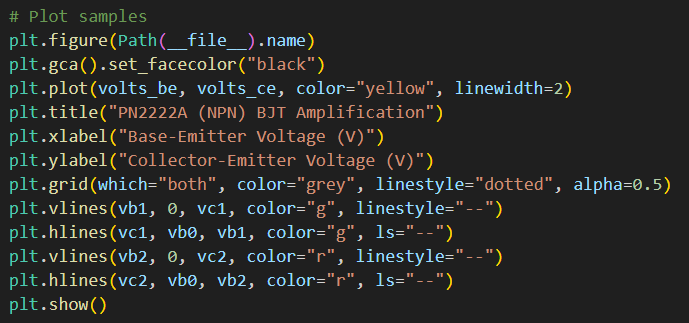 # Plot samples
plt.figure(Path(__file__).name)
plt.gca().set_facecolor("black")
plt.plot(volts_be, volts_ce, color="yellow", linewidth=2)
plt.title("PN2222A (NPN) BJT Amplification")
plt.xlabel("Base-Emitter Voltage (V)")
plt.ylabel("Collector-Emitter Voltage (V)")
plt.grid(which="both", color="grey", linestyle="dotted", alpha=0.5)
plt.vlines(vb1, 0, vc1, color="g", linestyle="--")
plt.hlines(vc1, vb0, vb1, color="g", ls="--")
plt.vlines(vb2, 0, vc2, color="r", linestyle="--")
plt.hlines(vc2, vb0, vb2, color="r", ls="--")
plt.show()